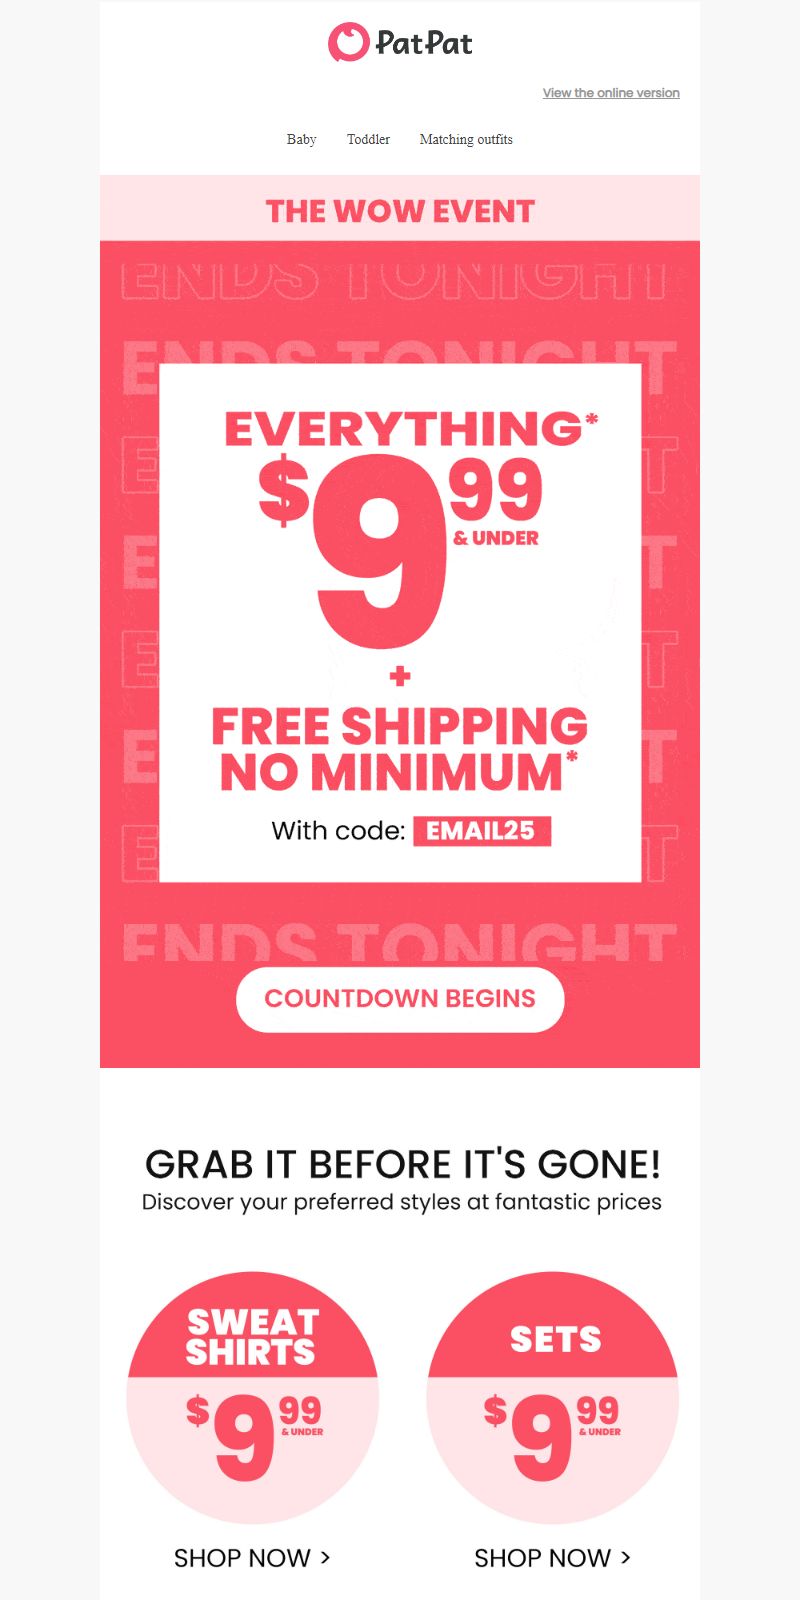 PatPat
View the online version
Baby Toddler Matching outfits
THE WOW EVENT
ENDS TONIGHT
ENDS TONIGHT
EVERYTHING*
$9.99
& UNDER
+
FREE SHIPPING
NO MINIMUM*
With code: EMAIL25
ENDS TONIGHT
COUNTDOWN BEGINS
GRAB IT BEFORE IT'S GONE!
Discover your preferred styles at fantastic prices
SWEAT
SHIRTS
$9 99
& UNDER
SHOP NOW >
SETS
$9 99
& UNDER
SHOP NOW >